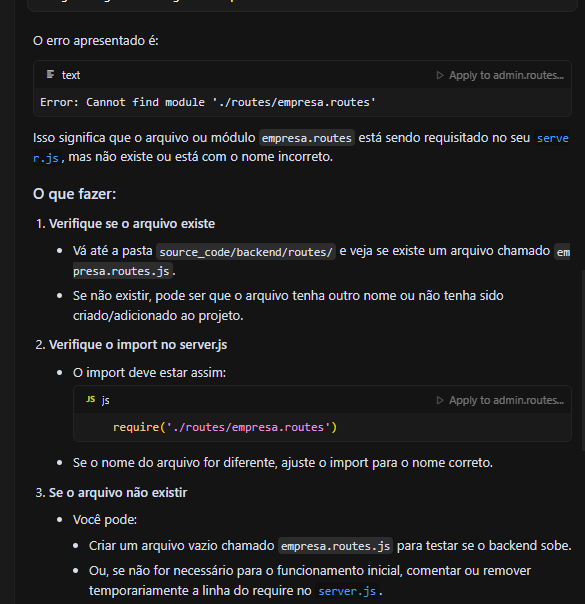 O erro apresentado é:
text
Apply to admin.routes...
Error: Cannot find module './routes/empresa.routes'
Isso significa que o arquivo ou módulo empresa.routes está sendo requisitado no seu serve
r.js, mas não existe ou está com o nome incorreto.
O que fazer:
1. Verifique se o arquivo existe
• Vá até a pasta source_code/backend/routes/ e veja se existe um arquivo chamado em
presa.routes.js.
• Se não existir, pode ser que o arquivo tenha outro nome ou não tenha sido
criado/adicionado ao projeto.
2. Verifique o import no server.js
• O import deve estar assim:
JS js
Apply to admin.routes...
require('./routes/empresa.routes')
• Se o nome do arquivo for diferente, ajuste o import para o nome correto.
3. Se o arquivo não existir
• Você pode:
• Criar um arquivo vazio chamado empresa.routes.js para testar se o backend sobe.
• Ou, se não for necessário para o funcionamento inicial, comentar ou remover
temporariamente a linha do require no server.js.